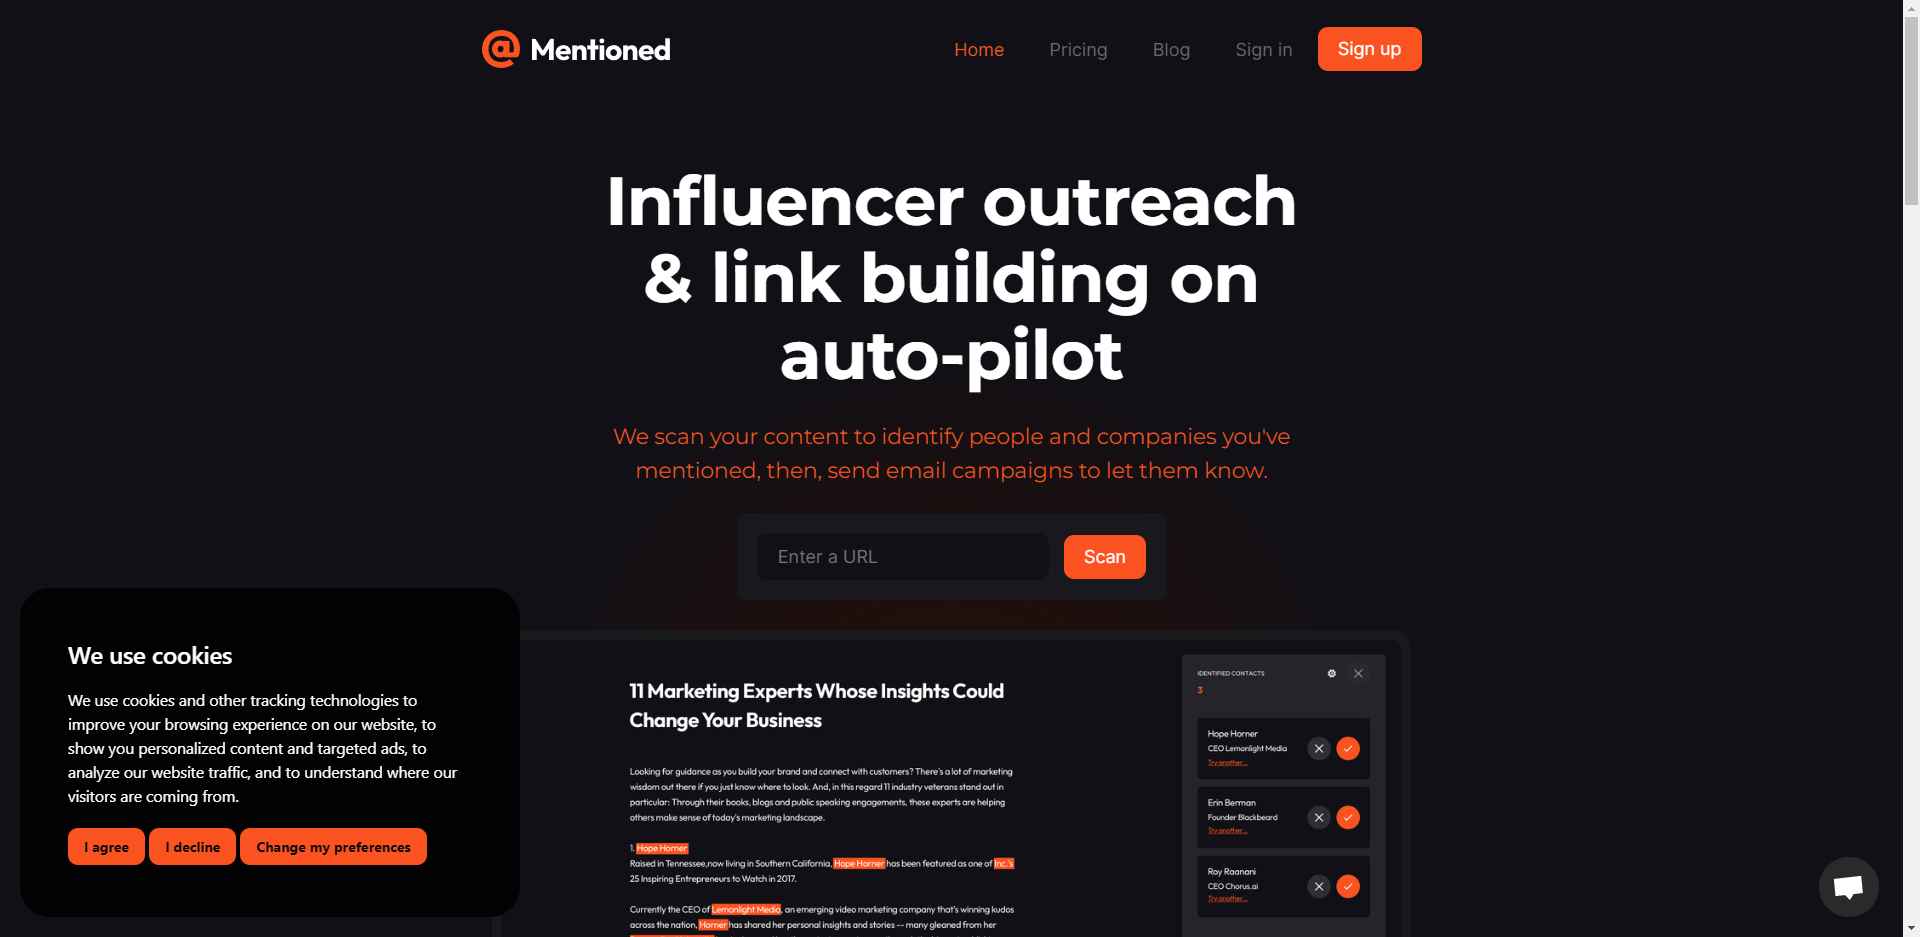 Mentioned
Home
Pricing
Blog
Sign in
Sign up
Influencer outreach
& link building on
auto-pilot
We scan your content to identify people and companies you've
mentioned, then, send email campaigns to let them know.
Enter a URL
Scan
We use cookies
We use cookies and other tracking technologies to
improve your browsing experience on our website, to
show you personalized content and targeted ads, to
analyze our website traffic, and to understand where our
visitors are coming from.
I agree
I decline
Change my preferences
11 Marketing Experts Whose Insights Could
Change Your Business
Looking for guidance as you build your brand and connect with customers? There's a lot of marketing
wisdom out there if you just know where to look. And, in this regard 11 industry veterans stand out in
particular: Through their books, blogs and public speaking engagements, these experts are helping
others make sense of today's marketing landscape.
1. Hope Horner
Raised in Tennessee,now living in Southern California, Hope Horner has been featured as one of Inc.'s
25 Inspiring Entrepreneurs to Watch in 2017.
Currently the CEO of Lemonlight Media, an emerging video marketing company that's winning kudos
across the nation, Horner has shared her personal insights and stories -- many gleaned from her
IDENTIFIED CONTACTS
3
Hope Horner
CEO Lemonlight Media
Try another...
Erin Berman
Founder Blackbeard
Try another...
Roy Raanani
CEO Chorus.ai
Try another...